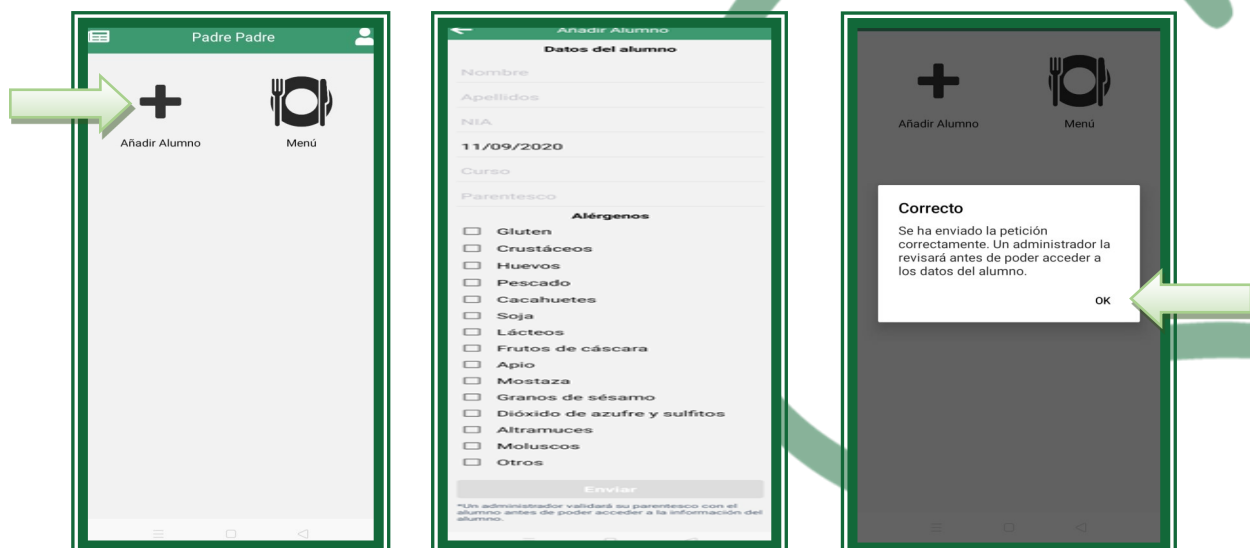 Padre Padre
Añadir Alumno
Menú
Añadir Alumno
Datos del alumno
Nombre
Apellidos
NIA
11/09/2020
Curso
Parentesco
Alérgenos
Gluten
Crustáceos
Huevos
Pescado
Cacahuetes
Soja
Lácteos
Frutos de cáscara
Apio
Mostaza
Granos de sésamo
Dióxido de azufre y sulfitos
Altramuces
Moluscos
Otros
Enviar
*Un administrador validará su parentesco con el
alumno antes de poder acceder a la información del
alumno.
Añadir Alumno
Menú
Correcto
Se ha enviado la petición
correctamente. Un administrador la
revisará antes de poder acceder a
los datos del alumno.
OK